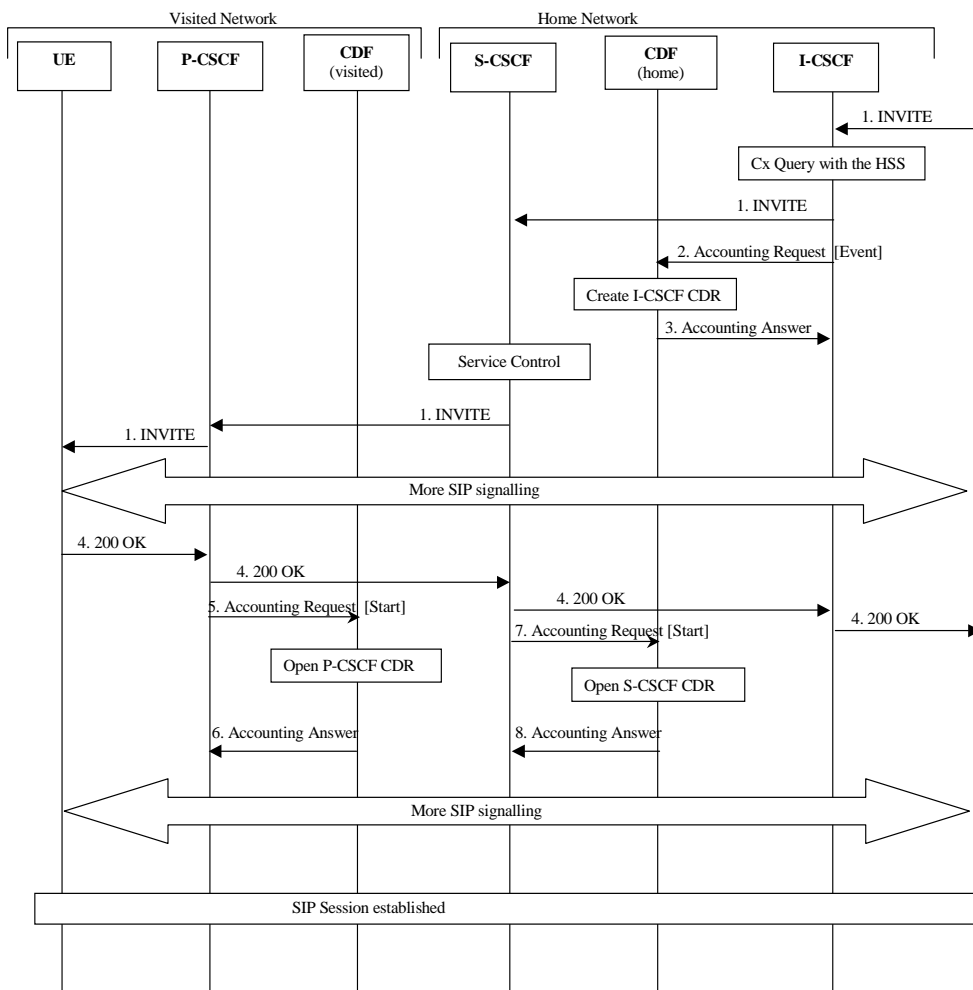 Visited Network
Home Network
UE
P-CSCF
CDF
(visited)
S-CSCF
CDF
(home)
I-CSCF
1. INVITE
Cx Query with the HSS
1. INVITE
2. Accounting Request [Event]
Create I-CSCF CDR
3. Accounting Answer
Service Control
1. INVITE
1. INVITE
More SIP signalling
4. 200 OK
4. 200 OK
4. 200 OK
5. Accounting Request [Start]
4. 200 OK
7. Accounting Request [Start]
Open P-CSCF CDR
Open S-CSCF CDR
6. Accounting Answer
8. Accounting Answer
More SIP signalling
SIP Session established